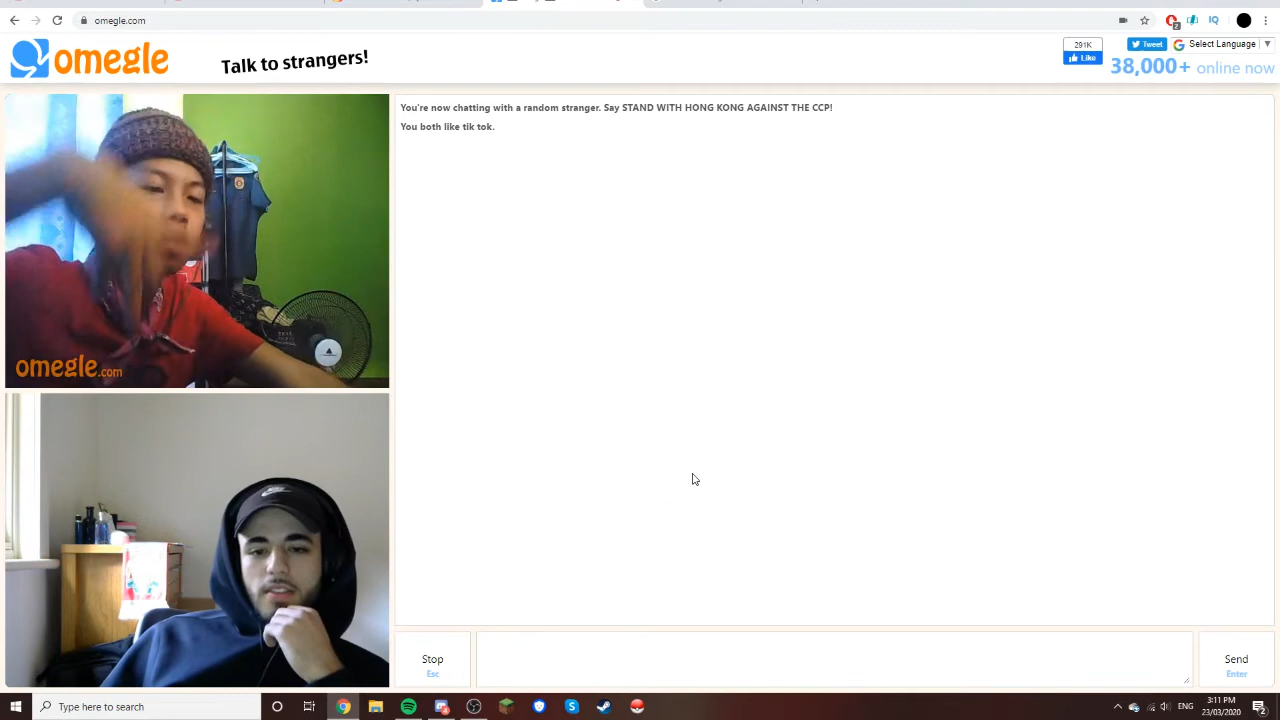 omegle.com
omegle
Talk to strangers!
291K
Like
Tweet
Select Language
38,000+ online now
You're now chatting with a random stranger. Say STAND WITH HONG KONG AGAINST THE CCP!
You both like tik tok.
omegle.com
Stop
Esc
Send
Enter
Type here to search
ENG
3:11 PM
23/03/2020